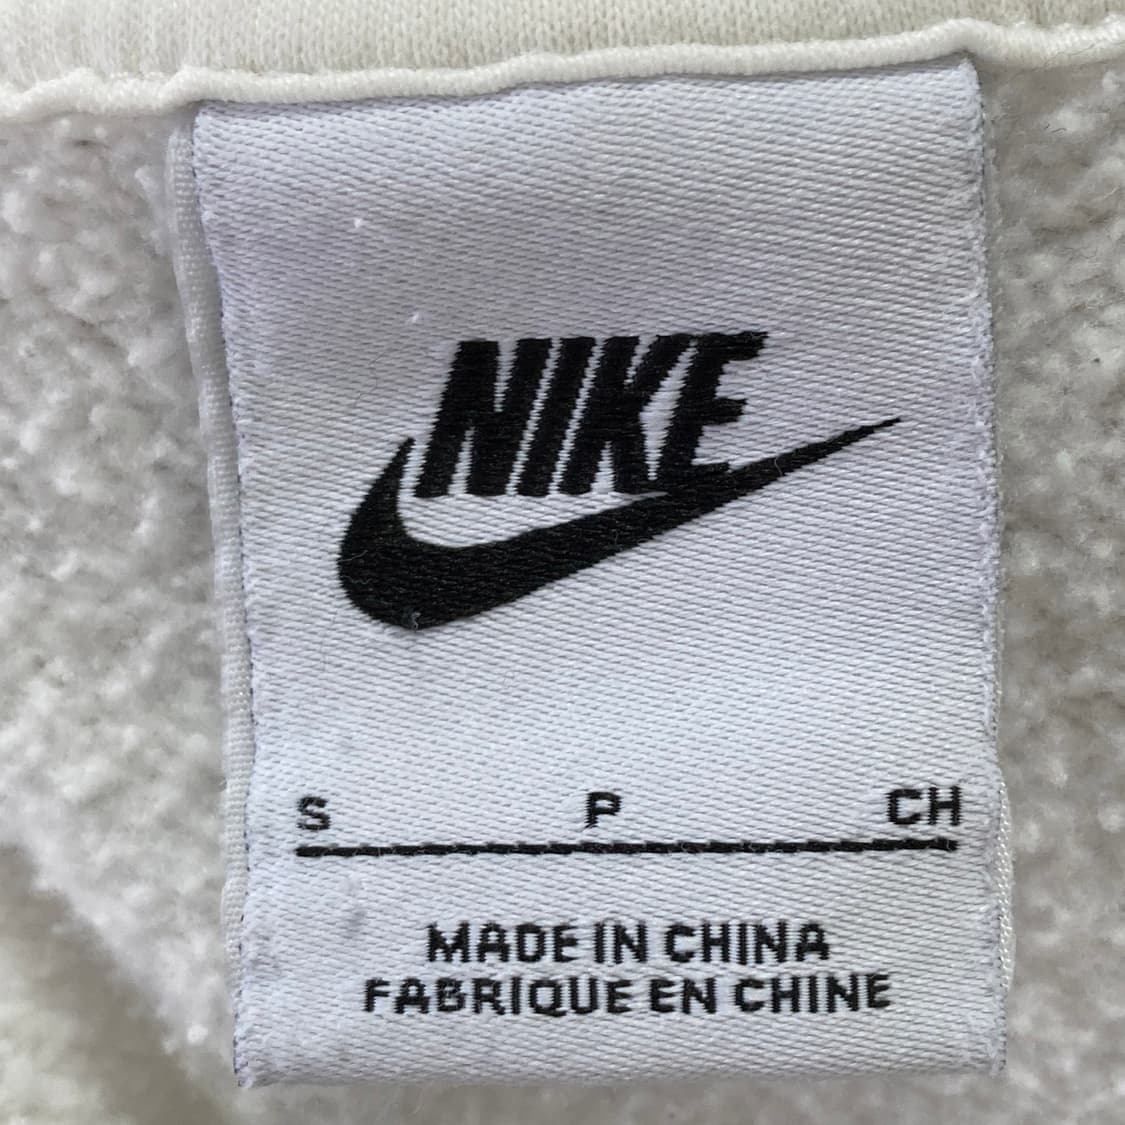 NIKE
S P CH
MADE IN CHINA
FABRIQUE EN CHINE